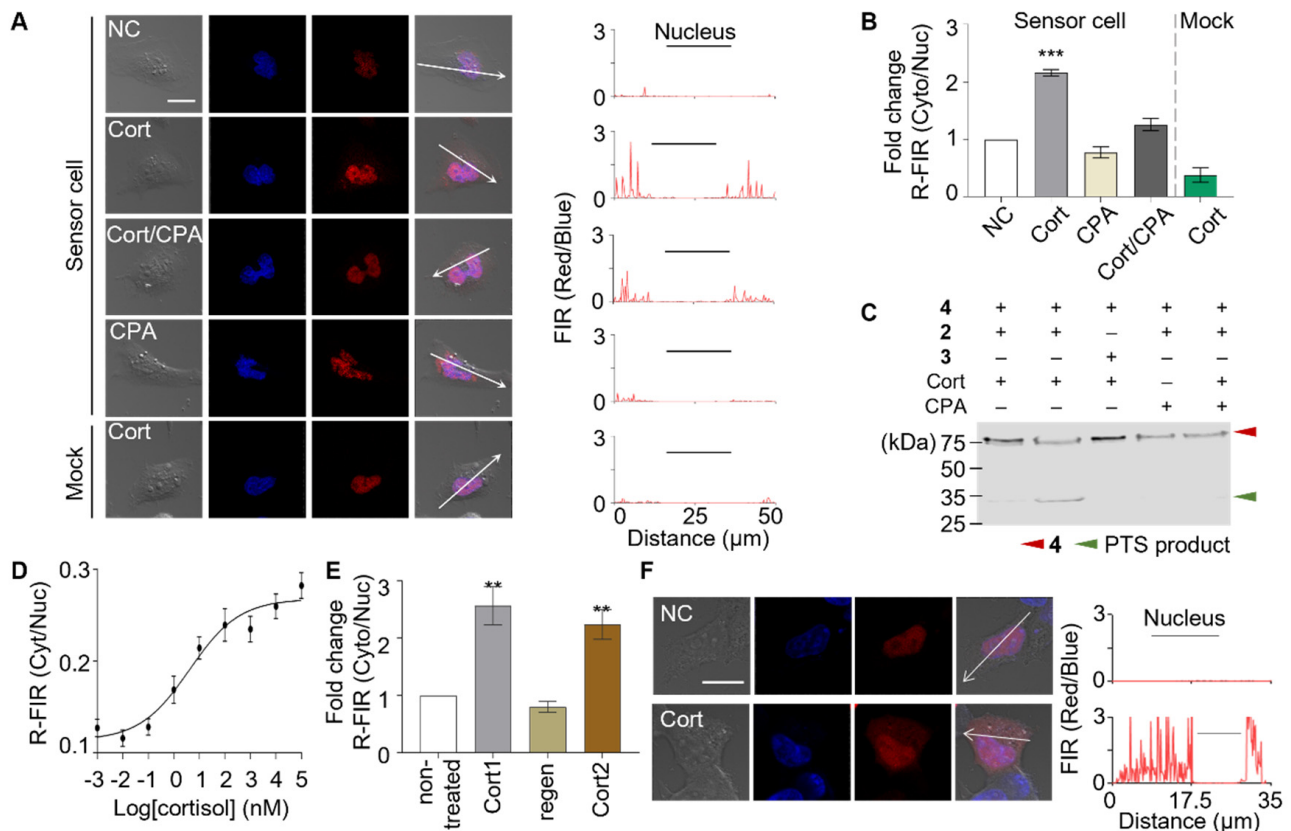 A
Sensor cell
Mock
NC
Cort
Cort/CPA
CPA
Cort
FIR (Red/Blue)
Nucleus
3
0
3
0
3
0
3
0
3
0
0 25 50
Distance (µm)
B
Sensor cell Mock
Fold change
R-FIR (Cyto/Nuc)
3
2
1
0
***
NC Cort CPA Cort/CPA Cort
C
4 + + + + +
2 + + – + +
3 – – + – –
Cort + + + – +
CPA – – – + +
(kDa)
75
50
35
25
4 PTS product
D
R-FIR (Cyt/Nuc)
0.3
0.2
0.1
-3 -2 -1 0 1 2 3 4 5
Log[cortisol] (nM)
E
Fold change
R-FIR (Cyto/Nuc)
3
2
1
0
** **
non-treated Cort1 regen Cort2
F
NC
Cort
FIR (Red/Blue)
Nucleus
3
0
3
0
0 17.5 35
Distance (µm)